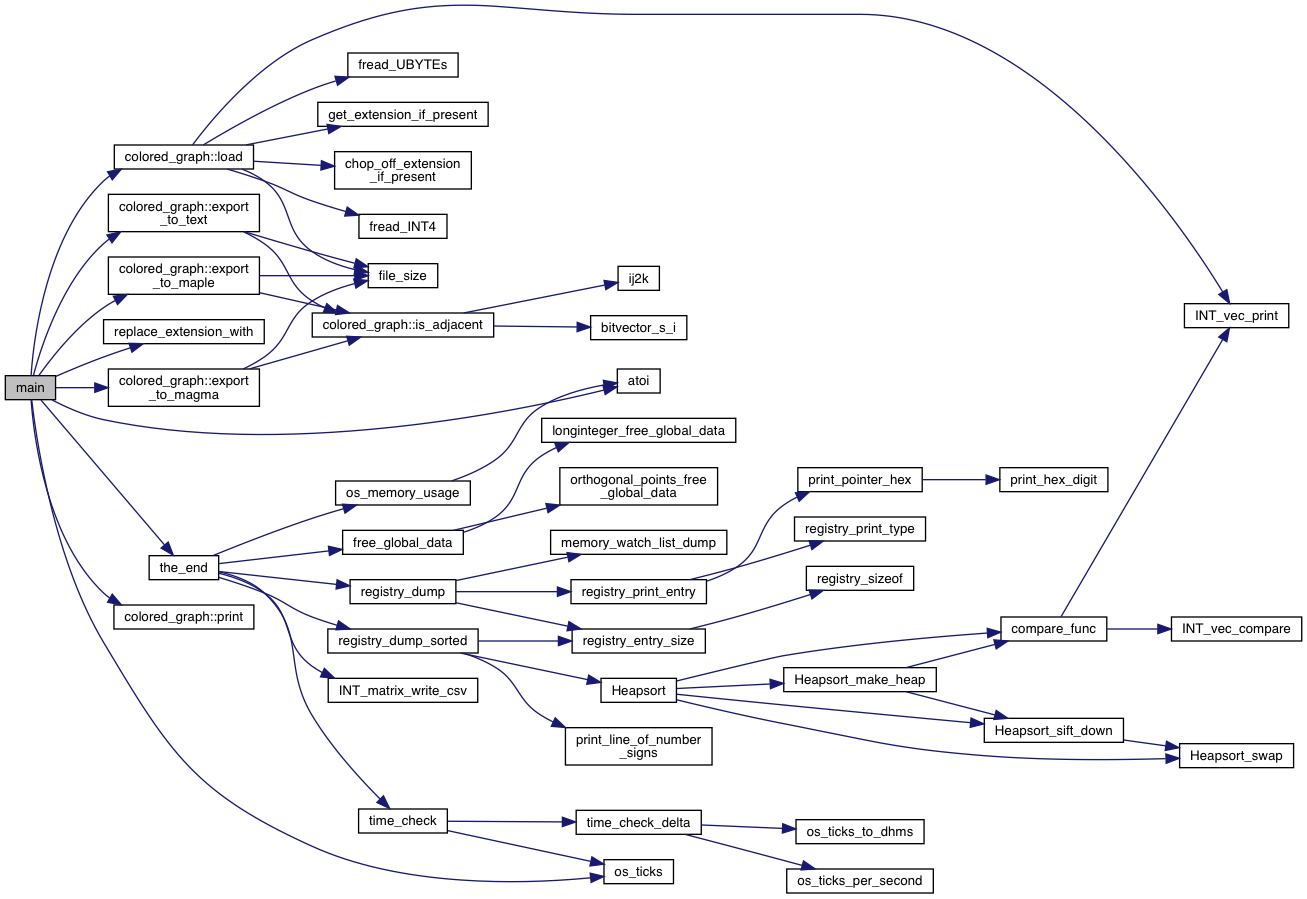 fread_UBYTEs
get_extension_if_present
colored_graph::load
chop_off_extension
_if_present
colored_graph::export
_to_text
fread_INT4
colored_graph::export
_to_maple
file_size
ij2k
INT_vec_print
replace_extension_with
colored_graph::is_adjacent
bitvector_s_i
main
colored_graph::export
_to_magma
atoi
longinteger_free_global_data
os_memory_usage
orthogonal_points_free
_global_data
print_pointer_hex
print_hex_digit
free_global_data
memory_watch_list_dump
registry_print_type
the_end
registry_dump
registry_print_entry
registry_sizeof
colored_graph::print
registry_dump_sorted
registry_entry_size
compare_func
INT_vec_compare
INT_matrix_write_csv
Heapsort
Heapsort_make_heap
print_line_of_number
_signs
Heapsort_sift_down
Heapsort_swap
time_check
time_check_delta
os_ticks_to_dhms
os_ticks
os_ticks_per_second